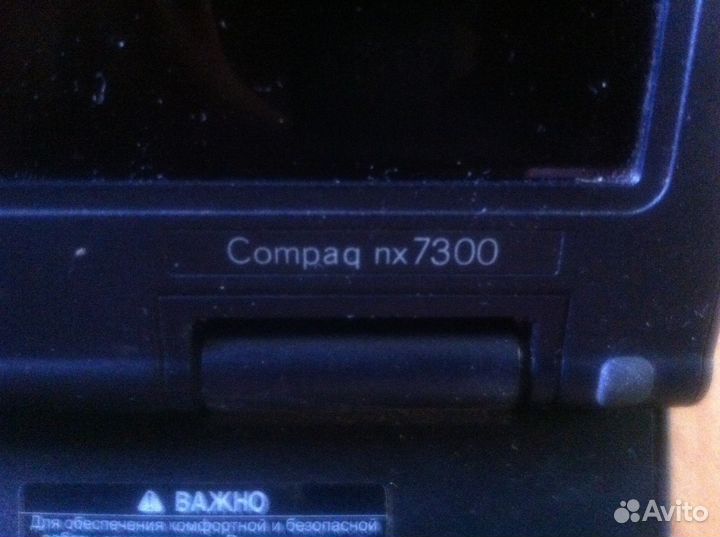 Compaq nx7300
ВАЖНО
Для обеспечения комфортной и безопасной
Avito